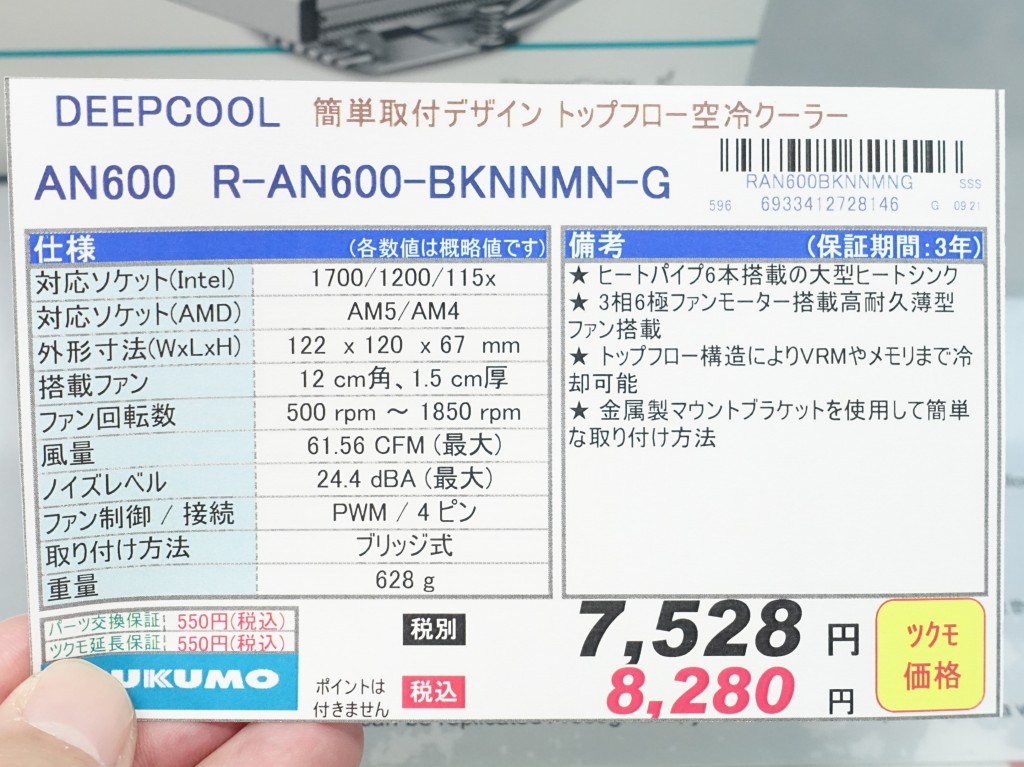 DEEPCOOL 簡単取付デザイン トップフロー空冷クーラー
AN600 R-AN600-BKNNMN-G
RAN600BKNNMNG SSS
596 6933412728146 G 09.21
仕様 (各数値は概略値です)
対応ソケット(Intel) 1700/1200/115x
対応ソケット(AMD) AM5/AM4
外形寸法(WxLxH) 122 x 120 x 67 mm
搭載ファン 12 cm角、1.5 cm厚
ファン回転数 500 rpm ～ 1850 rpm
風量 61.56 CFM (最大)
ノイズレベル 24.4 dBA (最大)
ファン制御 / 接続 PWM / 4ピン
取り付け方法 ブリッジ式
重量 628 g
備考 (保証期間:3年)
★ ヒートパイプ6本搭載の大型ヒートシンク
★ 3相6極ファンモーター搭載高耐久薄型
ファン搭載
★ トップフロー構造によりVRMやメモリまで冷
却可能
★ 金属製マウントブラケットを使用して簡単
な取り付け方法
パーツ交換保証: 550円(税込)
ツクモ延長保証: 550円(税込)
UKUMO
ポイントは
付きません
税別 7,528 円
税込 8,280 円
ツクモ
価格